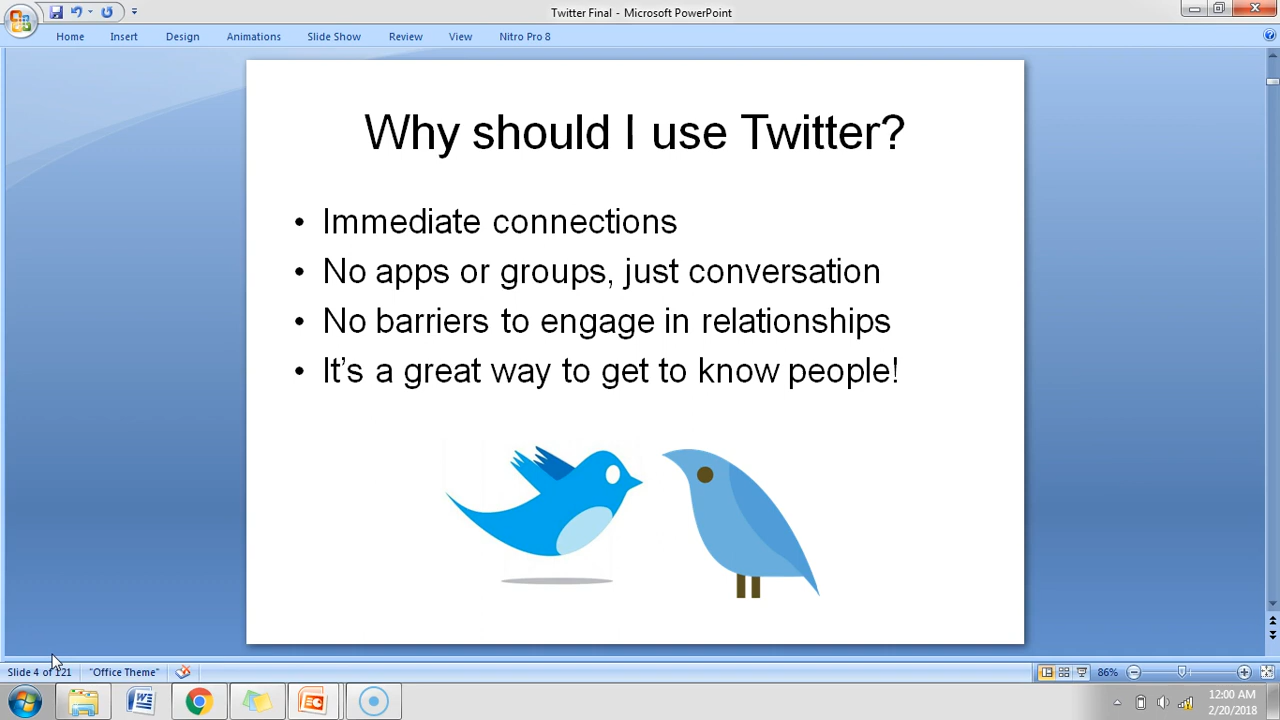 Twitter Final - Microsoft PowerPoint
Home Insert Design Animations Slide Show Review View Nitro Pro 8
Why should I use Twitter?
• Immediate connections
• No apps or groups, just conversation
• No barriers to engage in relationships
• It's a great way to get to know people!
Slide 4 of 121 "Office Theme" 86%
12:00 AM
2/20/2018